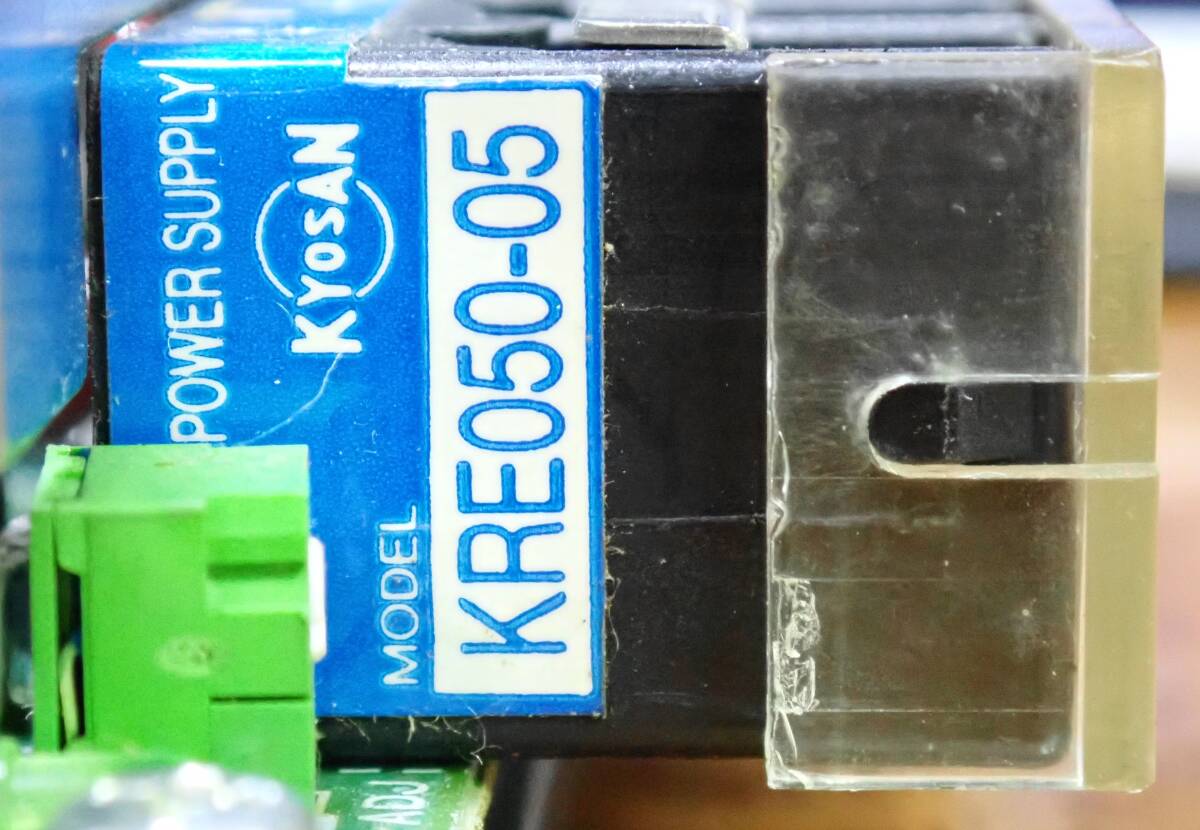 POWER SUPPLY
KYOSAN
MODEL
KRE050-05
ADJ